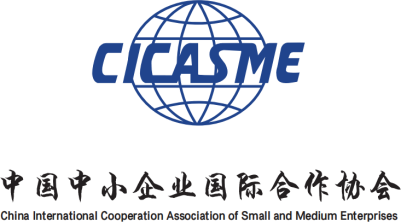 CICASME
中国中小企业国际合作协会
China International Cooperation Association of Small and Medium Enterprises